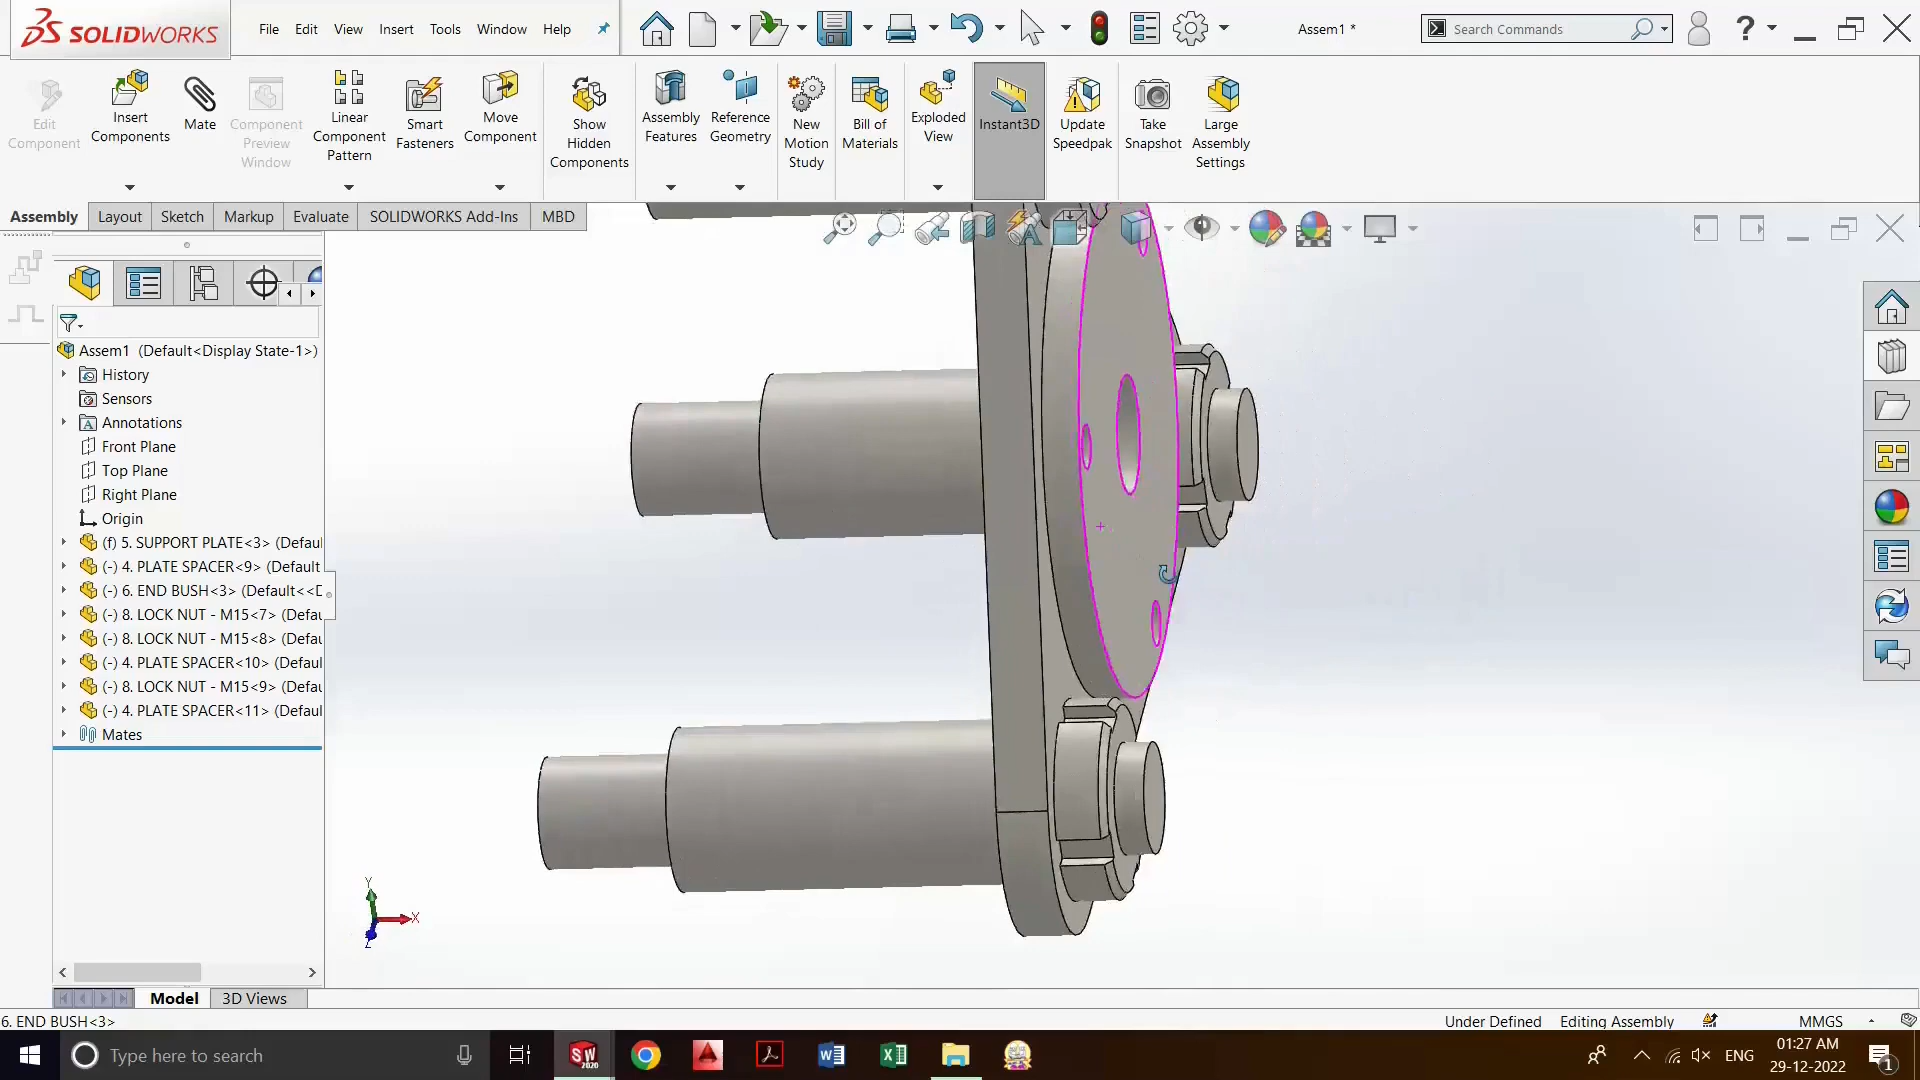 SOLIDWORKS
File Edit View Insert Tools Window Help
Assem1 *
Search Commands
?
Edit Component
Insert Components
Mate
Component Preview Window
Linear Component Pattern
Smart Fasteners
Move Component
Show Hidden Components
Assembly Features
Reference Geometry
New Motion Study
Bill of Materials
Exploded View
Instant3D
Update Speedpak
Take Snapshot
Large Assembly Settings
Assembly Layout Sketch Markup Evaluate SOLIDWORKS Add-Ins MBD
Assem1 (Default<Display State-1>)
History
Sensors
Annotations
Front Plane
Top Plane
Right Plane
Origin
(f) 5. SUPPORT PLATE<3> (Defaul
(-) 4. PLATE SPACER<9> (Default
(-) 6. END BUSH<3> (Default<<D
(-) 8. LOCK NUT - M15<7> (Defau
(-) 8. LOCK NUT - M15<8> (Defau
(-) 4. PLATE SPACER<10> (Defaul
(-) 8. LOCK NUT - M15<9> (Defau
(-) 4. PLATE SPACER<11> (Defaul
Mates
Y
X
Z
Model 3D Views
6. END BUSH<3>
Under Defined Editing Assembly MMGS
Type here to search
SW 2020
ENG
01:27 AM
29-12-2022
1